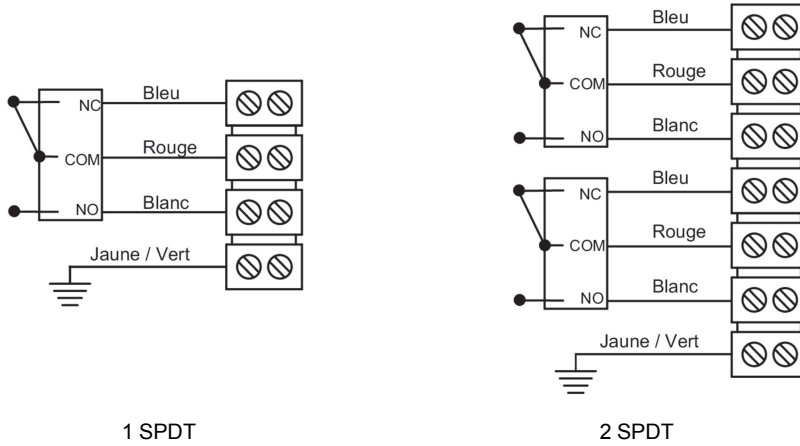 NC Bleu
COM Rouge
NO Blanc
Jaune / Vert
1 SPDT
NC Bleu
COM Rouge
NO Blanc
NC Bleu
COM Rouge
NO Blanc
Jaune / Vert
2 SPDT